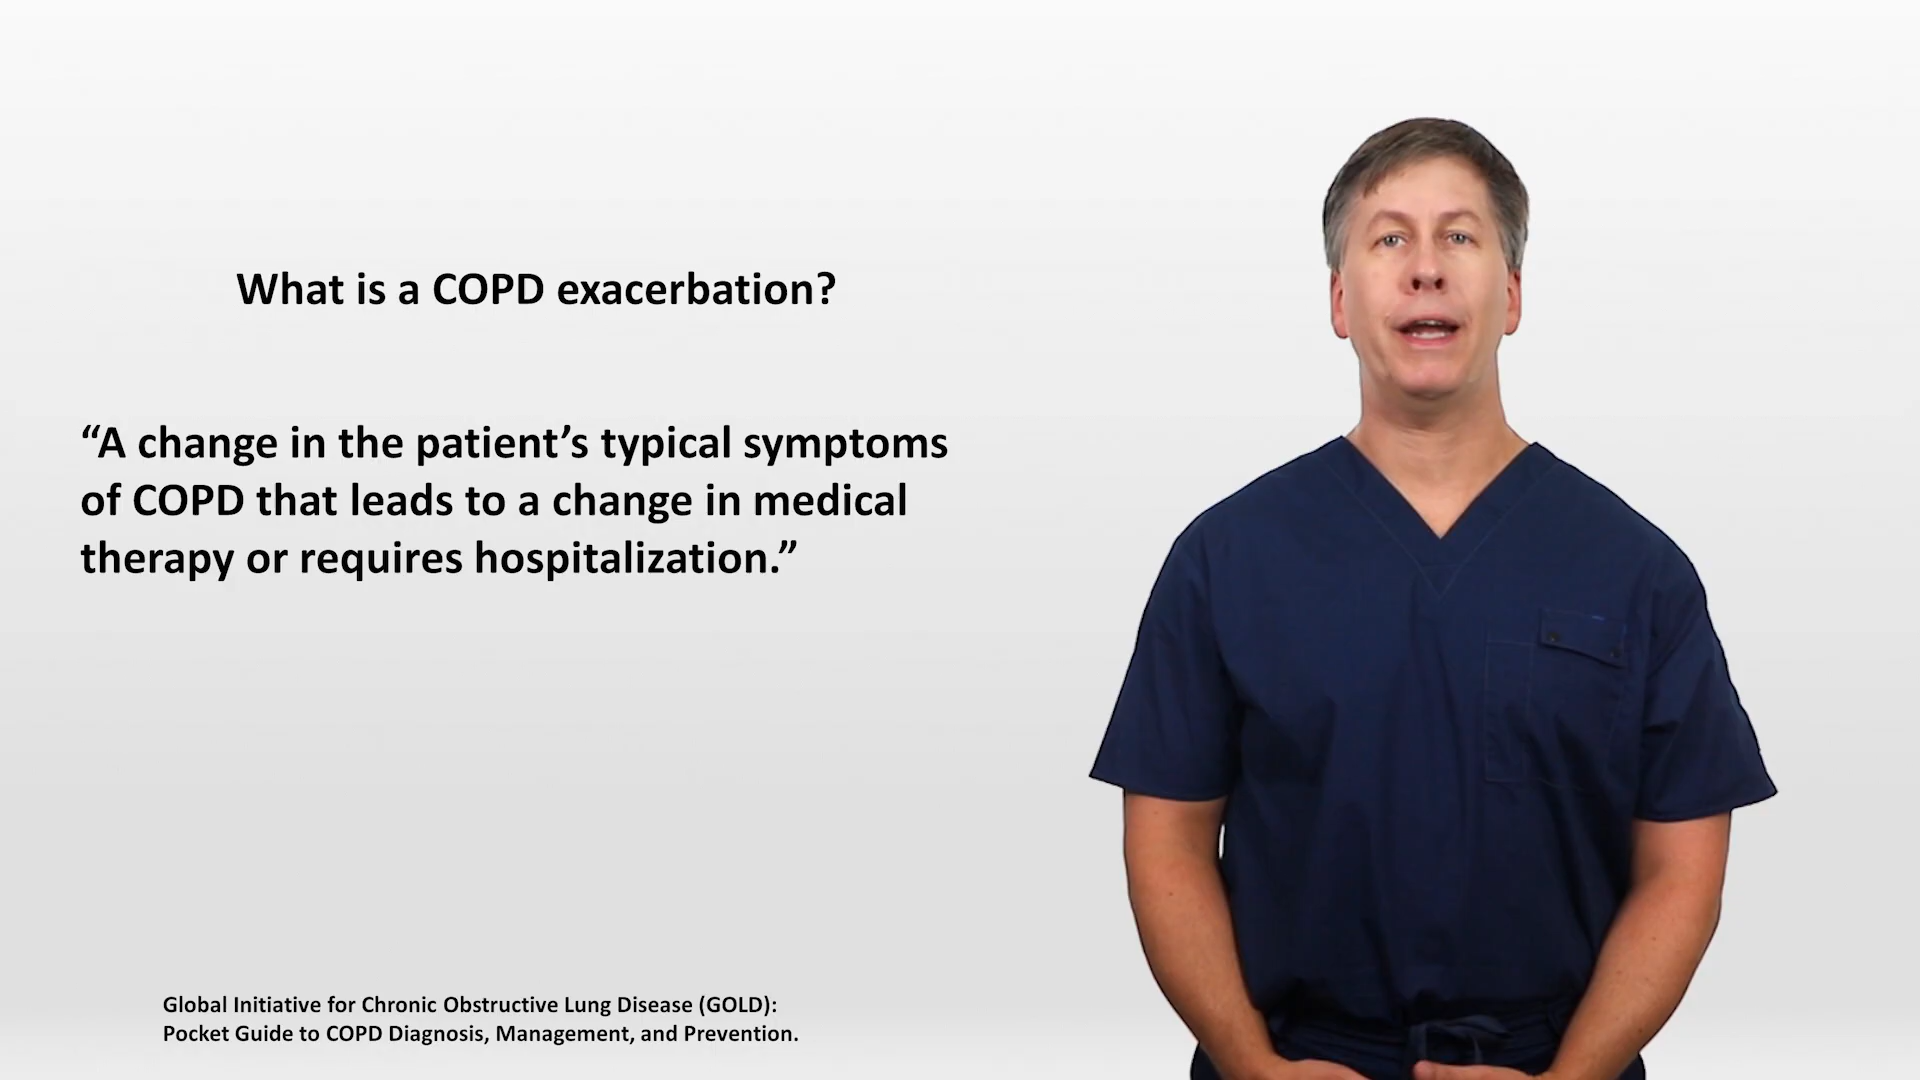 What is a COPD exacerbation?
“A change in the patient’s typical symptoms
of COPD that leads to a change in medical
therapy or requires hospitalization.”
Global Initiative for Chronic Obstructive Lung Disease (GOLD):
Pocket Guide to COPD Diagnosis, Management, and Prevention.